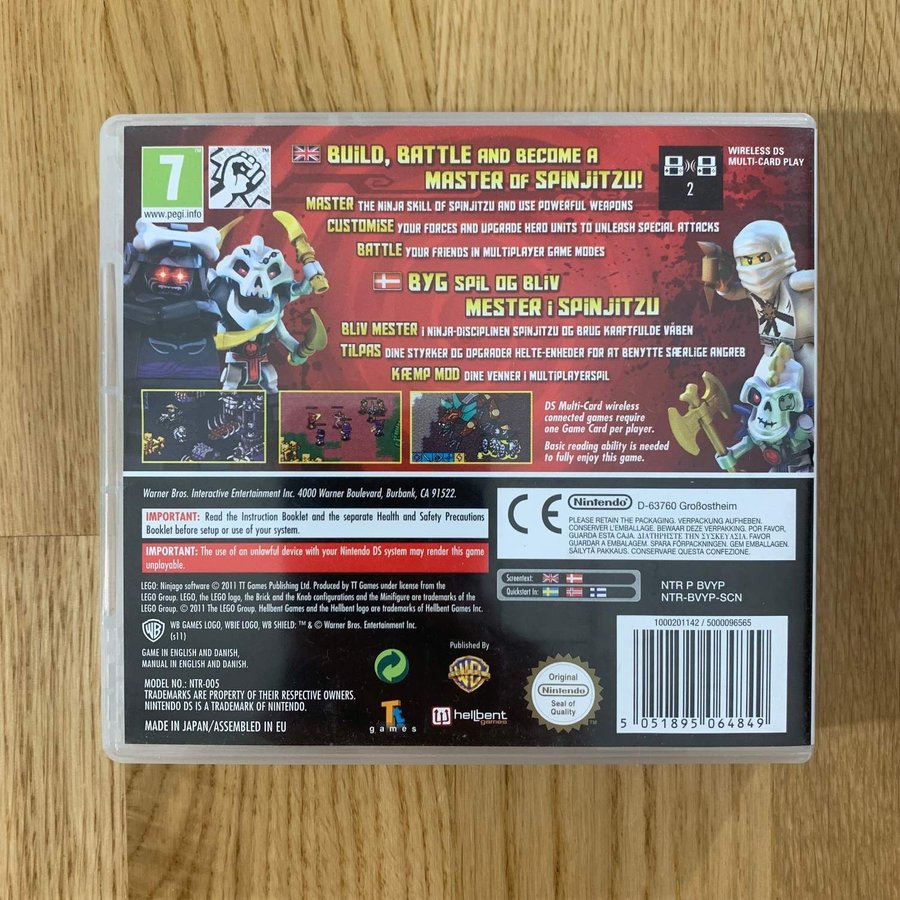 7
www.pegi.info
BUILD, BATTLE AND BECOME A
MASTER OF SPINJITZU!
MASTER THE NINJA SKILL OF SPINJITZU AND USE POWERFUL WEAPONS
CUSTOMISE YOUR FORCES AND UPGRADE HERO UNITS TO UNLEASH SPECIAL ATTACKS
BATTLE YOUR FRIENDS IN MULTIPLAYER GAME MODES
2
WIRELESS DS
MULTI-CARD PLAY
BYG SPIL OG BLIV
MESTER I SPINJITZU
BLIV MESTER I NINJA-DISCIPLINEN SPINJITZU OG BRUG KRAFTFULDE VÅBEN
TILPAS DINE STYRKER OG OPGRADER HELTE-ENHEDER FOR AT BENYTTE SÆRLIGE ANGREB
KÆMP MOD DINE VENNER I MULTIPLAYERSPIL
DS Multi-Card wireless
connected games require
one Game Card per player.
Basic reading ability is needed
to fully enjoy this game.
Warner Bros. Interactive Entertainment Inc. 4000 Warner Boulevard, Burbank, CA 91522.
IMPORTANT: Read the Instruction Booklet and the separate Health and Safety Precautions
Booklet before setup or use of your system.
IMPORTANT: The use of an unlawful device with your Nintendo DS system may render this game
unplayable.
LEGO: Ninjago software © 2011 TT Games Publishing Ltd. Produced by TT Games under license from the
LEGO Group. LEGO, the LEGO logo, the Brick and the Knob configurations and the Minifigure are trademarks of the
LEGO Group. © 2011 The LEGO Group. Hellbent Games and the Hellbent logo are trademarks of Hellbent Games Inc.
WB GAMES LOGO, WBIE LOGO, WB SHIELD: ™ & © Warner Bros. Entertainment Inc.
(s11)
GAME IN ENGLISH AND DANISH,
MANUAL IN ENGLISH AND DANISH.
MODEL NO.: NTR-005
TRADEMARKS ARE PROPERTY OF THEIR RESPECTIVE OWNERS.
NINTENDO DS IS A TRADEMARK OF NINTENDO.
MADE IN JAPAN/ASSEMBLED IN EU
Tt
games
Published By
WB
hellbent
games
CE
Nintendo D-63760 Großostheim
PLEASE RETAIN THE PACKAGING. VERPACKUNG AUFHEBEN.
CONSERVER L'EMBALLAGE. BEWAAR DEZE VERPAKKING. POR FAVOR,
GUARDA ESTA CAJA. ΔΙΑΤΗΡΗΣΤΕ ΤΗΝ ΣΥΣΚΕΥΑΣΙΑ. FAVOR
GUARDAR A EMBALAGEM. SPARA FÖRPACKNINGEN. GEM EMBALLAGEN.
SÄILYTÄ PAKKAUS. CONSERVARE QUESTA CONFEZIONE.
Screentext:
Quickstart In:
NTR P BVYP
NTR-BVYP-SCN
1000201142 / 5000096565
5 051895 064849
Original
Nintendo
Seal of
Quality